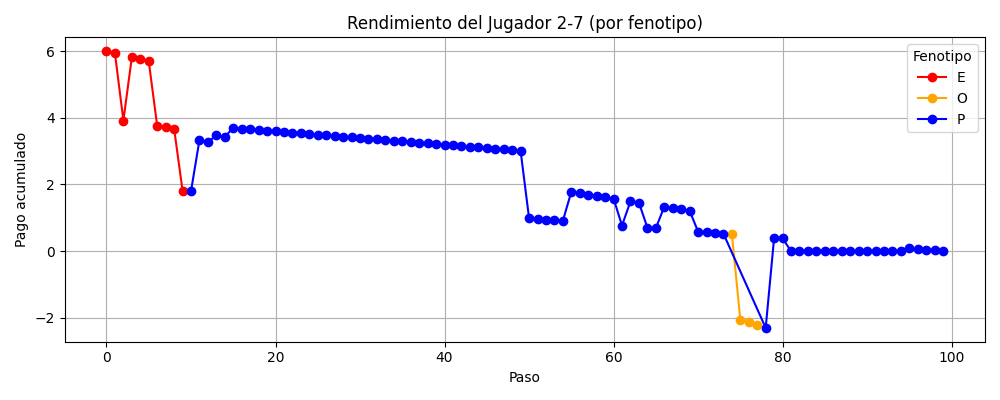 Rendimiento del Jugador 2-7 (por fenotipo)
Pago acumulado
6
4
2
0
−2
Fenotipo
E
O
P
0 20 40 60 80 100
Paso